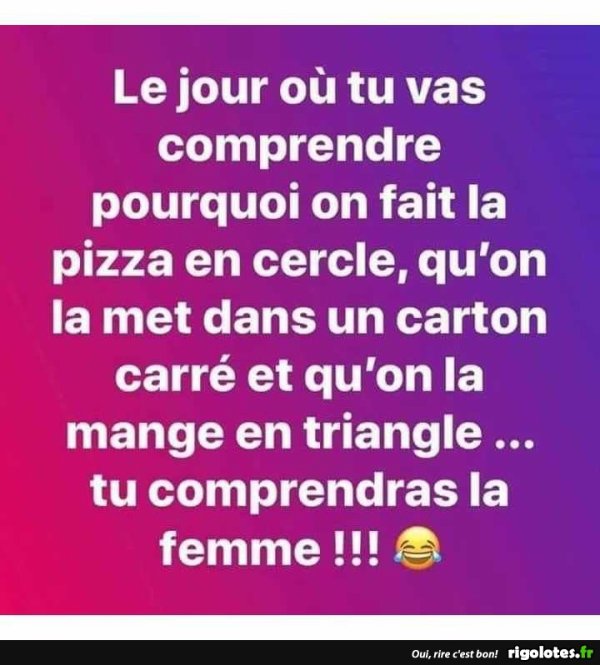 Le jour où tu vas
comprendre
pourquoi on fait la
pizza en cercle, qu’on
la met dans un carton
carré et qu’on la
mange en triangle ...
tu comprendras la
femme !!! 😂
Oui, rire c'est bon! rigolotes.fr